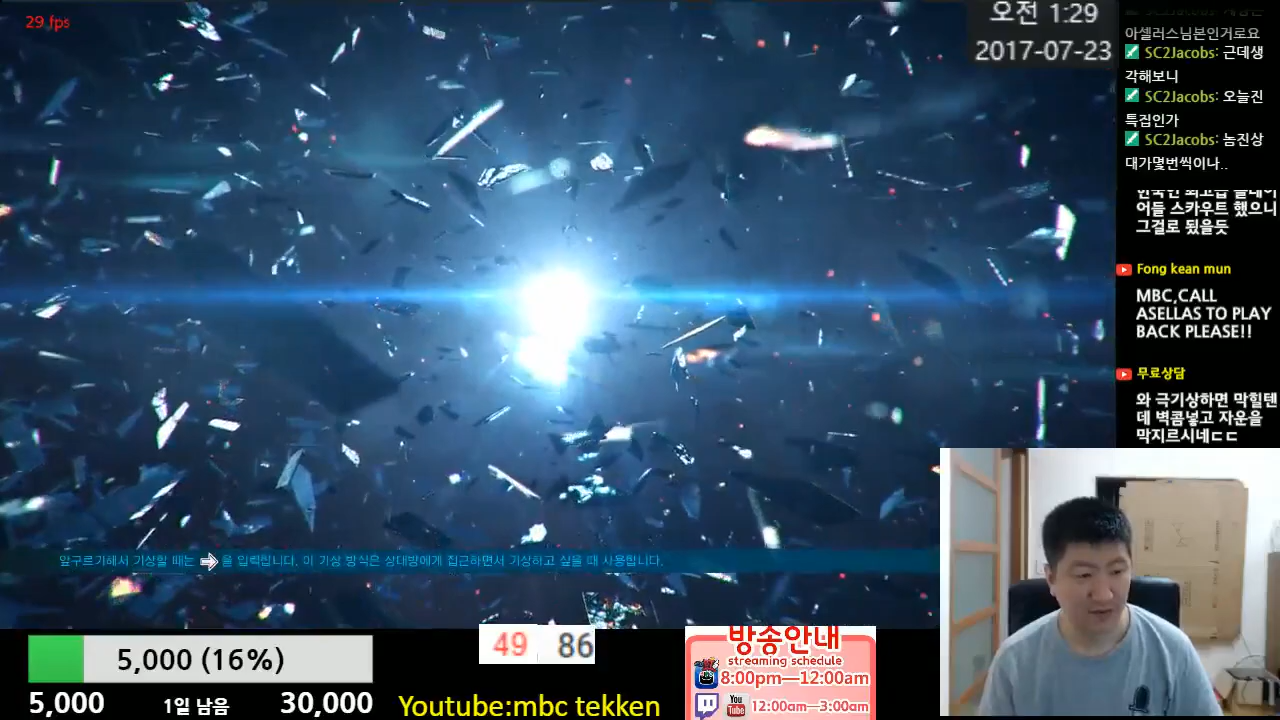 29 fps
오전 1:29
2017-07-23
아셀러스님본인거로요
SC2Jacobs: 근데생
각해보니
SC2Jacobs: 오늘진
특집인가
SC2Jacobs: 놈진상
대가몇번씩이나..
어들 스카우트 했으니
그걸로 됬을듯
Fong kean mun
MBC,CALL
ASELLAS TO PLAY
BACK PLEASE!!
무료상담
와 극기상하면 막힐텐
데 벽콤넣고 자운을
막지르시네ㄷㄷ
앞구르기해서 기상할 때는 ⇨을 입력합니다. 이 기상 방식은 상대방에게 접근하면서 기상하고 싶을 때 사용합니다.
5,000 (16%)
5,000 1일 남음 30,000
49 86
Youtube:mbc tekken
방송안내
streaming schedule
8:00pm—12:00am
You Tube 12:00am—3:00am